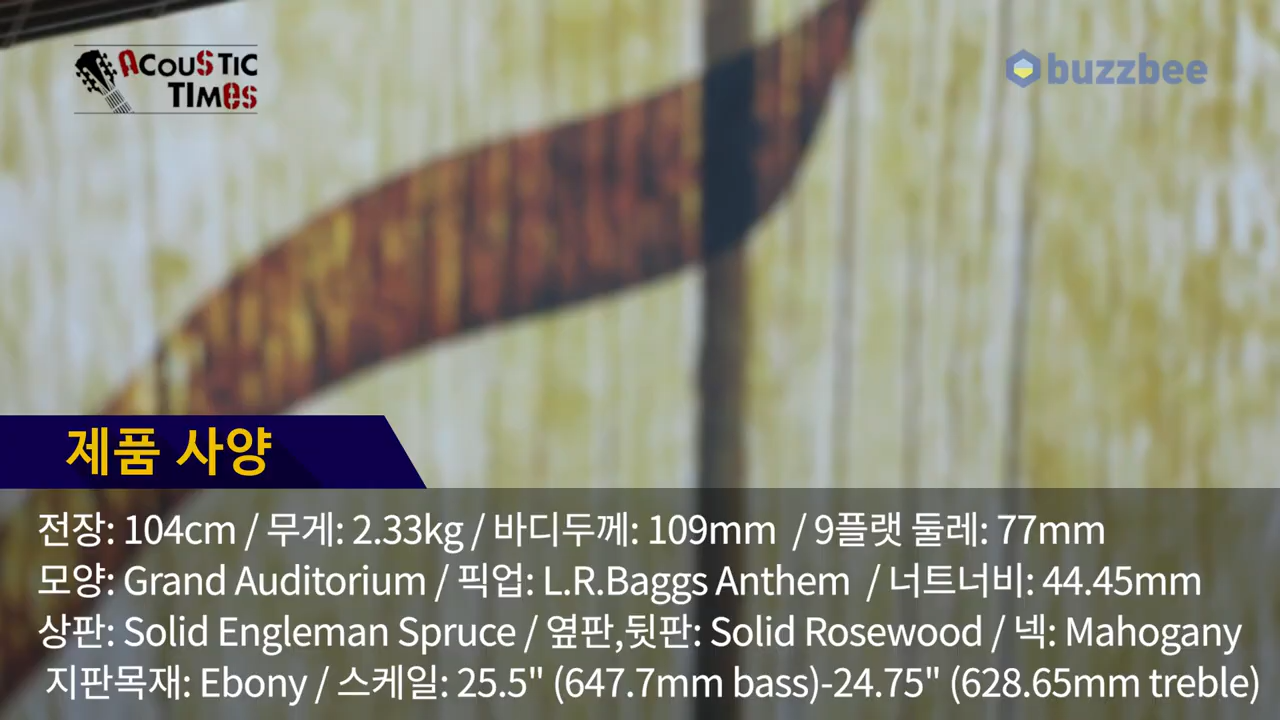 ACOUSTIC
TIMES
buzzbee
제품 사양
전장: 104cm / 무게: 2.33kg / 바디두께: 109mm / 9플랫 둘레: 77mm
모양: Grand Auditorium / 픽업: L.R.Baggs Anthem / 너트너비: 44.45mm
상판: Solid Engleman Spruce / 옆판,뒷판: Solid Rosewood / 넥: Mahogany
지판목재: Ebony / 스케일: 25.5" (647.7mm bass)-24.75" (628.65mm treble)